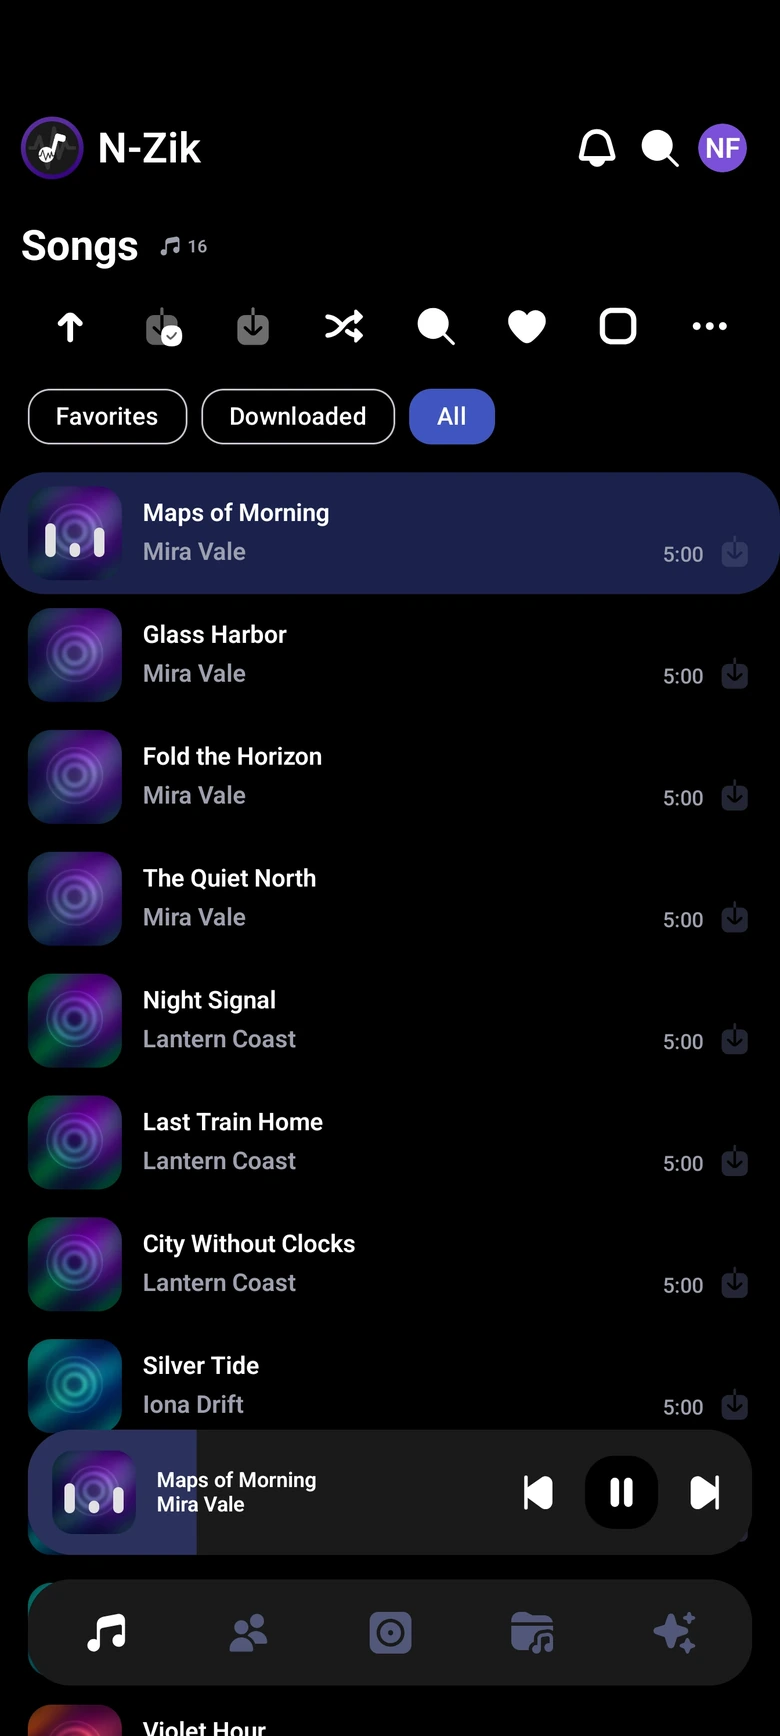 N-Zik
NF
Songs
16
Favorites
Downloaded
All
Maps of Morning
Mira Vale
5:00
Glass Harbor
Mira Vale
5:00
Fold the Horizon
Mira Vale
5:00
The Quiet North
Mira Vale
5:00
Night Signal
Lantern Coast
5:00
Last Train Home
Lantern Coast
5:00
City Without Clocks
Lantern Coast
5:00
Silver Tide
Iona Drift
5:00
Maps of Morning
Mira Vale
Violet Hour